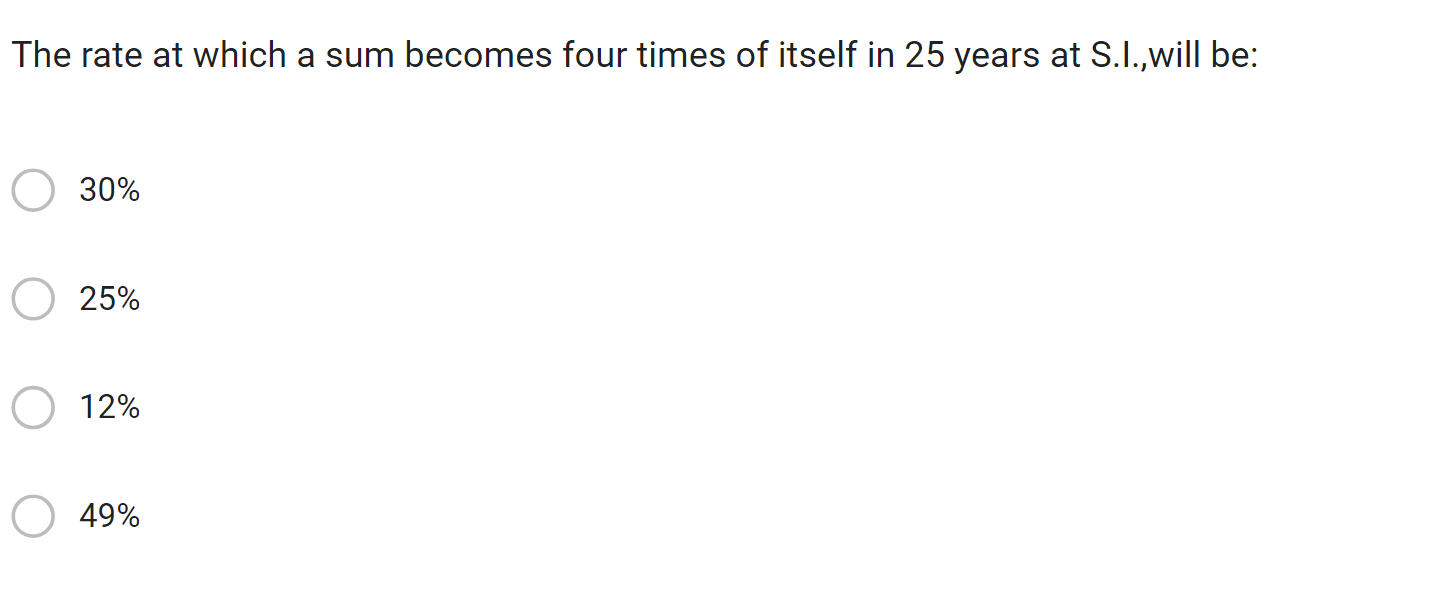 The rate at which a sum becomes four times of itself in 25 years at S.I.,will be:
30%
25%
12%
49%